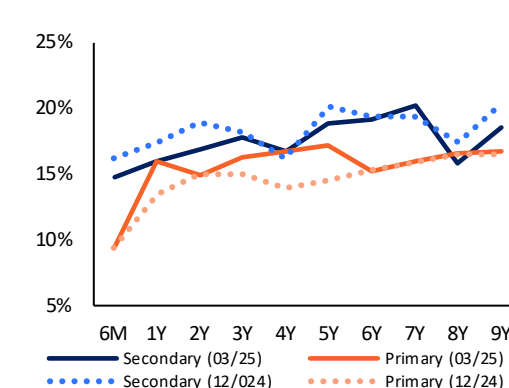 25%
20%
15%
10%
5%
6M 1Y 2Y 3Y 4Y 5Y 6Y 7Y 8Y 9Y
Secondary (03/25) Primary (03/25)
Secondary (12/024) Primary (12/24)